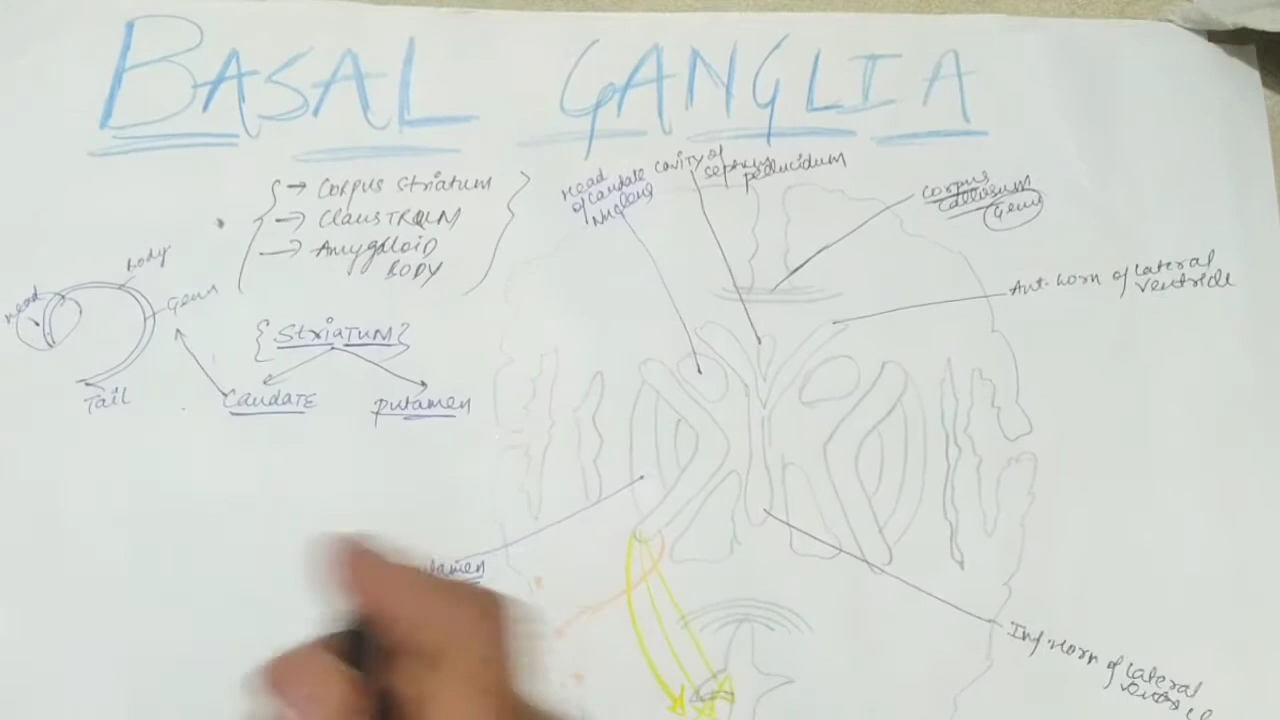 BASAL GANGLIA
→ Corpus Striatum
→ ClausTRUM
→ Amygdaloid
BODY
Head
of Caudate
Nucleus
Cavity of
Septum
pellucidum
Corpus
Callosum
Genu
Ant. horn of lateral
ventricle
Body
Head
Genu
Tail
{StriaTUM}
CaudaTE
Putamen
utamen
Inf. Horn of lateral